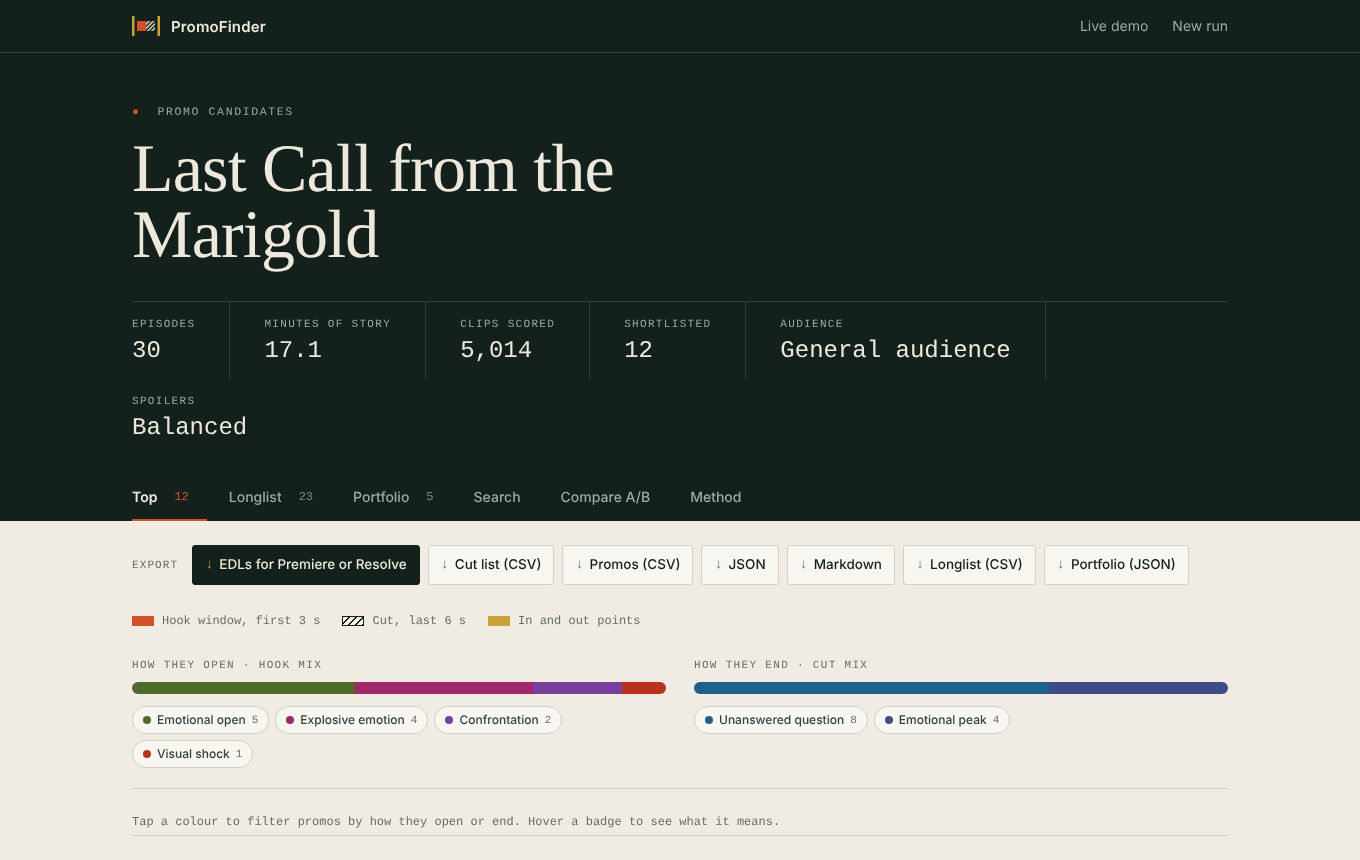 PromoFinder
Live demo New run
PROMO CANDIDATES
Last Call from the
Marigold
EPISODES MINUTES OF STORY CLIPS SCORED SHORTLISTED AUDIENCE
30 17.1 5,014 12 General audience
SPOILERS
Balanced
Top 12 Longlist 23 Portfolio 5 Search Compare A/B Method
EXPORT ↓ EDLs for Premiere or Resolve ↓ Cut list (CSV) ↓ Promos (CSV) ↓ JSON ↓ Markdown ↓ Longlist (CSV) ↓ Portfolio (JSON)
Hook window, first 3 s Cut, last 6 s In and out points
HOW THEY OPEN · HOOK MIX HOW THEY END · CUT MIX
Emotional open 5 Explosive emotion 4 Confrontation 2 Unanswered question 8 Emotional peak 4
Visual shock 1
Tap a colour to filter promos by how they open or end. Hover a badge to see what it means.